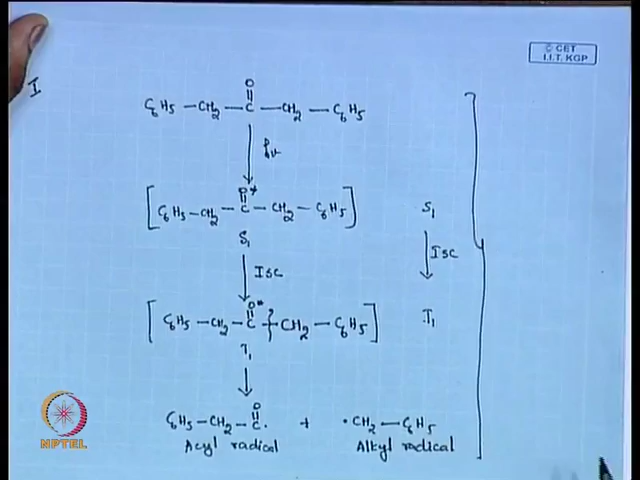 © CET
I.I.T. KGP
I
O
C6H5 — CH2 — C — CH2 — C6H5
hν
O*
[C6H5 — CH2 — C — CH2 — C6H5]
S1
S1
ISC
ISC
O*
[C6H5 — CH2 — C — CH2 — C6H5]
T1
T1
O
C6H5 — CH2 — C· + ·CH2 — C6H5
Acyl radical Alkyl radical
NPTEL